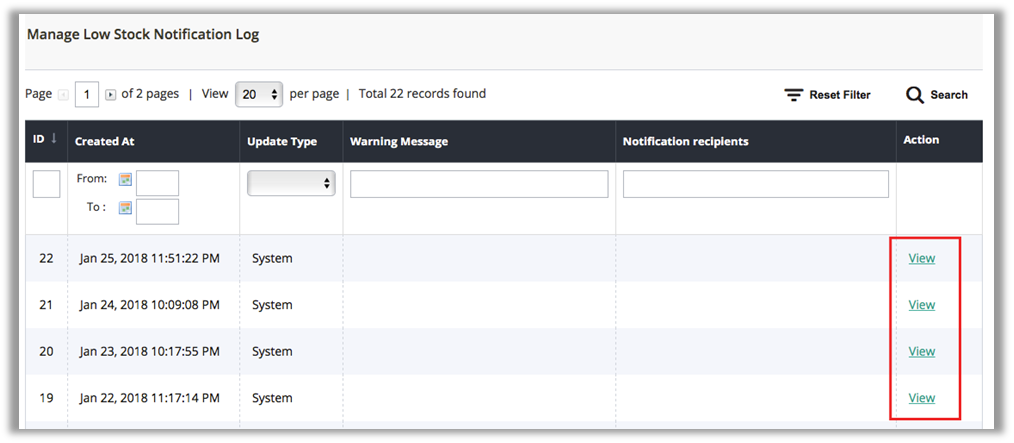 Manage Low Stock Notification Log
Page 1 of 2 pages | View 20 per page | Total 22 records found Reset Filter Search
ID ↓ Created At Update Type Warning Message Notification recipients Action
From:
To :
22 Jan 25, 2018 11:51:22 PM System View
21 Jan 24, 2018 10:09:08 PM System View
20 Jan 23, 2018 10:17:55 PM System View
19 Jan 22, 2018 11:17:14 PM System View